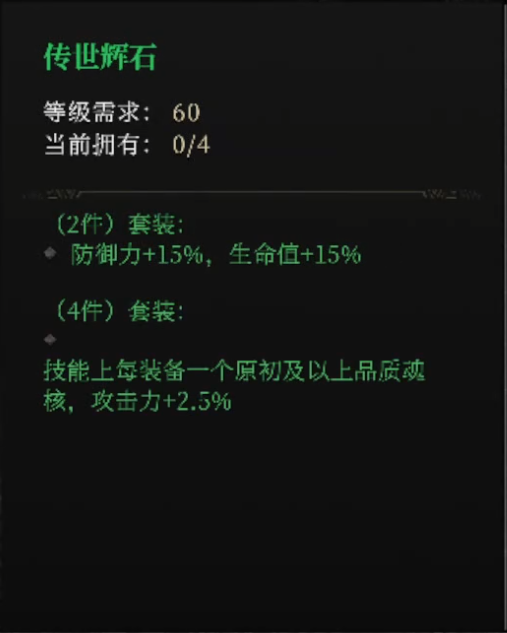 传世辉石
等级需求： 60
当前拥有： 0/4
（2件）套装：
防御力+15%，生命值+15%
（4件）套装：
技能上每装备一个原初及以上品质魂
核，攻击力+2.5%